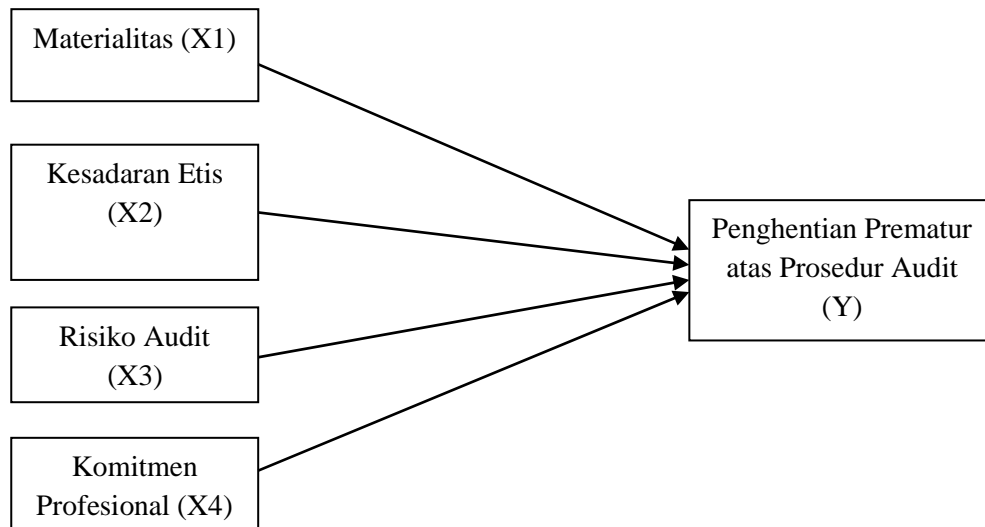 Materialitas (X1)
Kesadaran Etis
(X2)
Penghentian Prematur
atas Prosedur Audit
(Y)
Risiko Audit
(X3)
Komitmen
Profesional (X4)